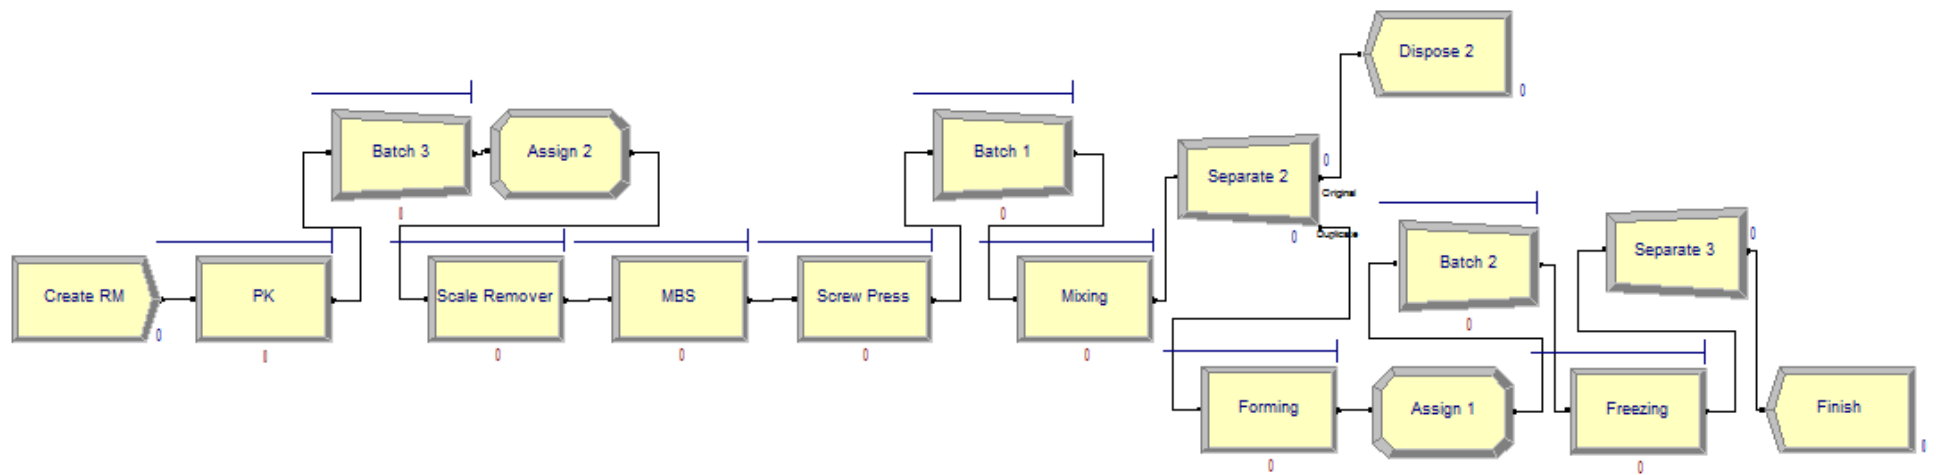 Create RM
0
PK
0
Batch 3
0
Assign 2
Scale Remover
0
MBS
0
Screw Press
0
Batch 1
0
Mixing
0
Separate 2
0
Original
0
Duplicate
Dispose 2
0
Forming
0
Assign 1
Batch 2
0
Freezing
0
Separate 3
0
Finish
0